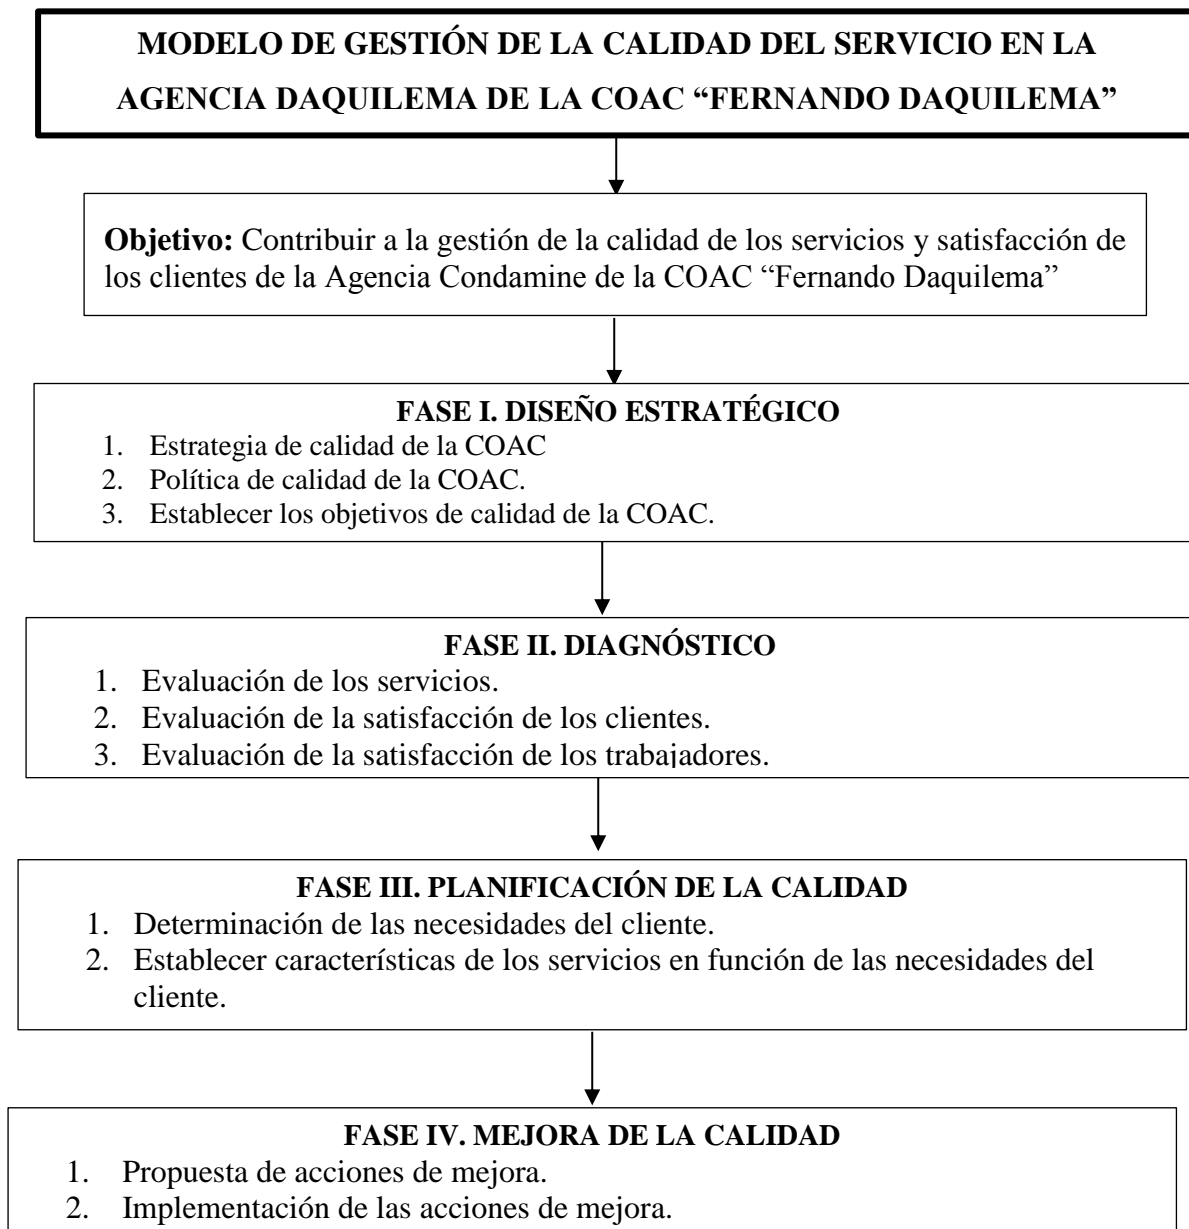 MODELO DE GESTIÓN DE LA CALIDAD DEL SERVICIO EN LA
AGENCIA DAQUILEMA DE LA COAC “FERNANDO DAQUILEMA”
Objetivo: Contribuir a la gestión de la calidad de los servicios y satisfacción de
los clientes de la Agencia Condamine de la COAC “Fernando Daquilema”
FASE I. DISEÑO ESTRATÉGICO
1. Estrategia de calidad de la COAC
2. Política de calidad de la COAC.
3. Establecer los objetivos de calidad de la COAC.
FASE II. DIAGNÓSTICO
1. Evaluación de los servicios.
2. Evaluación de la satisfacción de los clientes.
3. Evaluación de la satisfacción de los trabajadores.
FASE III. PLANIFICACIÓN DE LA CALIDAD
1. Determinación de las necesidades del cliente.
2. Establecer características de los servicios en función de las necesidades del
cliente.
FASE IV. MEJORA DE LA CALIDAD
1. Propuesta de acciones de mejora.
2. Implementación de las acciones de mejora.